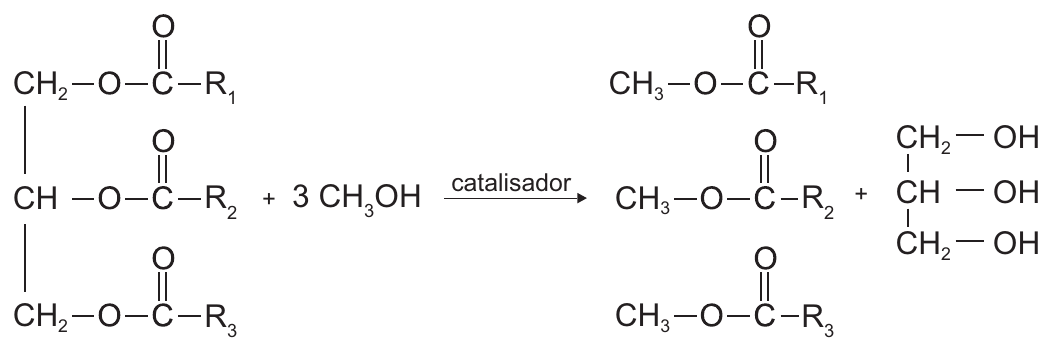 O O
CH2—O—C—R1 CH3—O—C—R1
O O CH2—OH
CH—O—C—R2 + 3 CH3OH catalisador CH3—O—C—R2 + CH—OH
O O CH2—OH
CH2—O—C—R3 CH3—O—C—R3